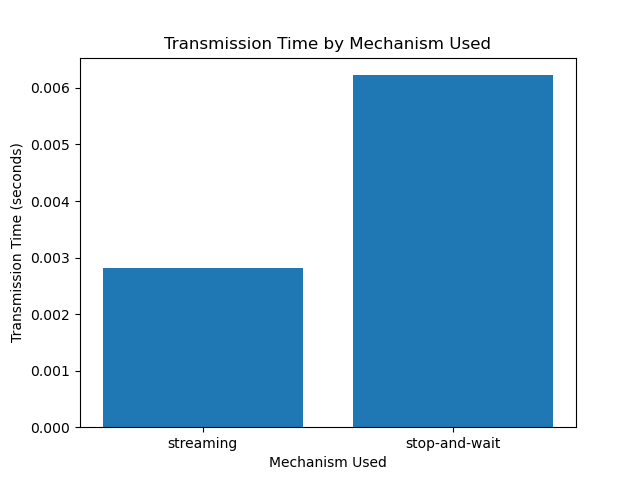 Transmission Time by Mechanism Used
Transmission Time (seconds)
0.006
0.005
0.004
0.003
0.002
0.001
0.000
streaming
stop-and-wait
Mechanism Used